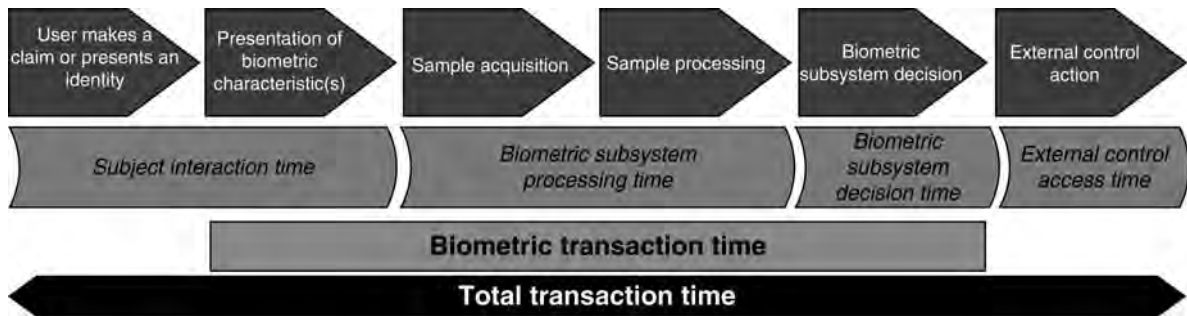 User makes a
claim or presents an
identity
Presentation of
biometric
characteristic(s)
Sample acquisition
Sample processing
Biometric
subsystem decision
External control
action
Subject interaction time
Biometric subsystem
processing time
Biometric
subsystem
decision time
External control
access time
Biometric transaction time
Total transaction time